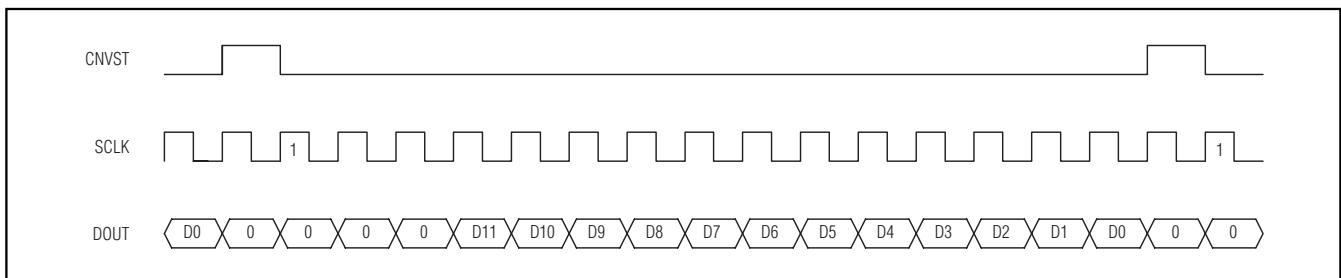 CNVST
SCLK 1 1
DOUT D0 0 0 0 0 D11 D10 D9 D8 D7 D6 D5 D4 D3 D2 D1 D0 0 0